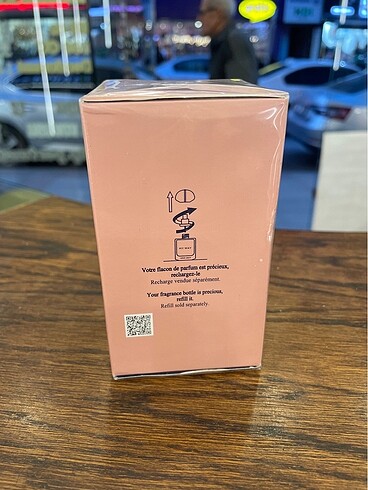 Votre flacon de parfum est précieux,
rechargez-le
Recharge vendue séparément.
Your fragrance bottle is precious,
refill it.
Refill sold separately.